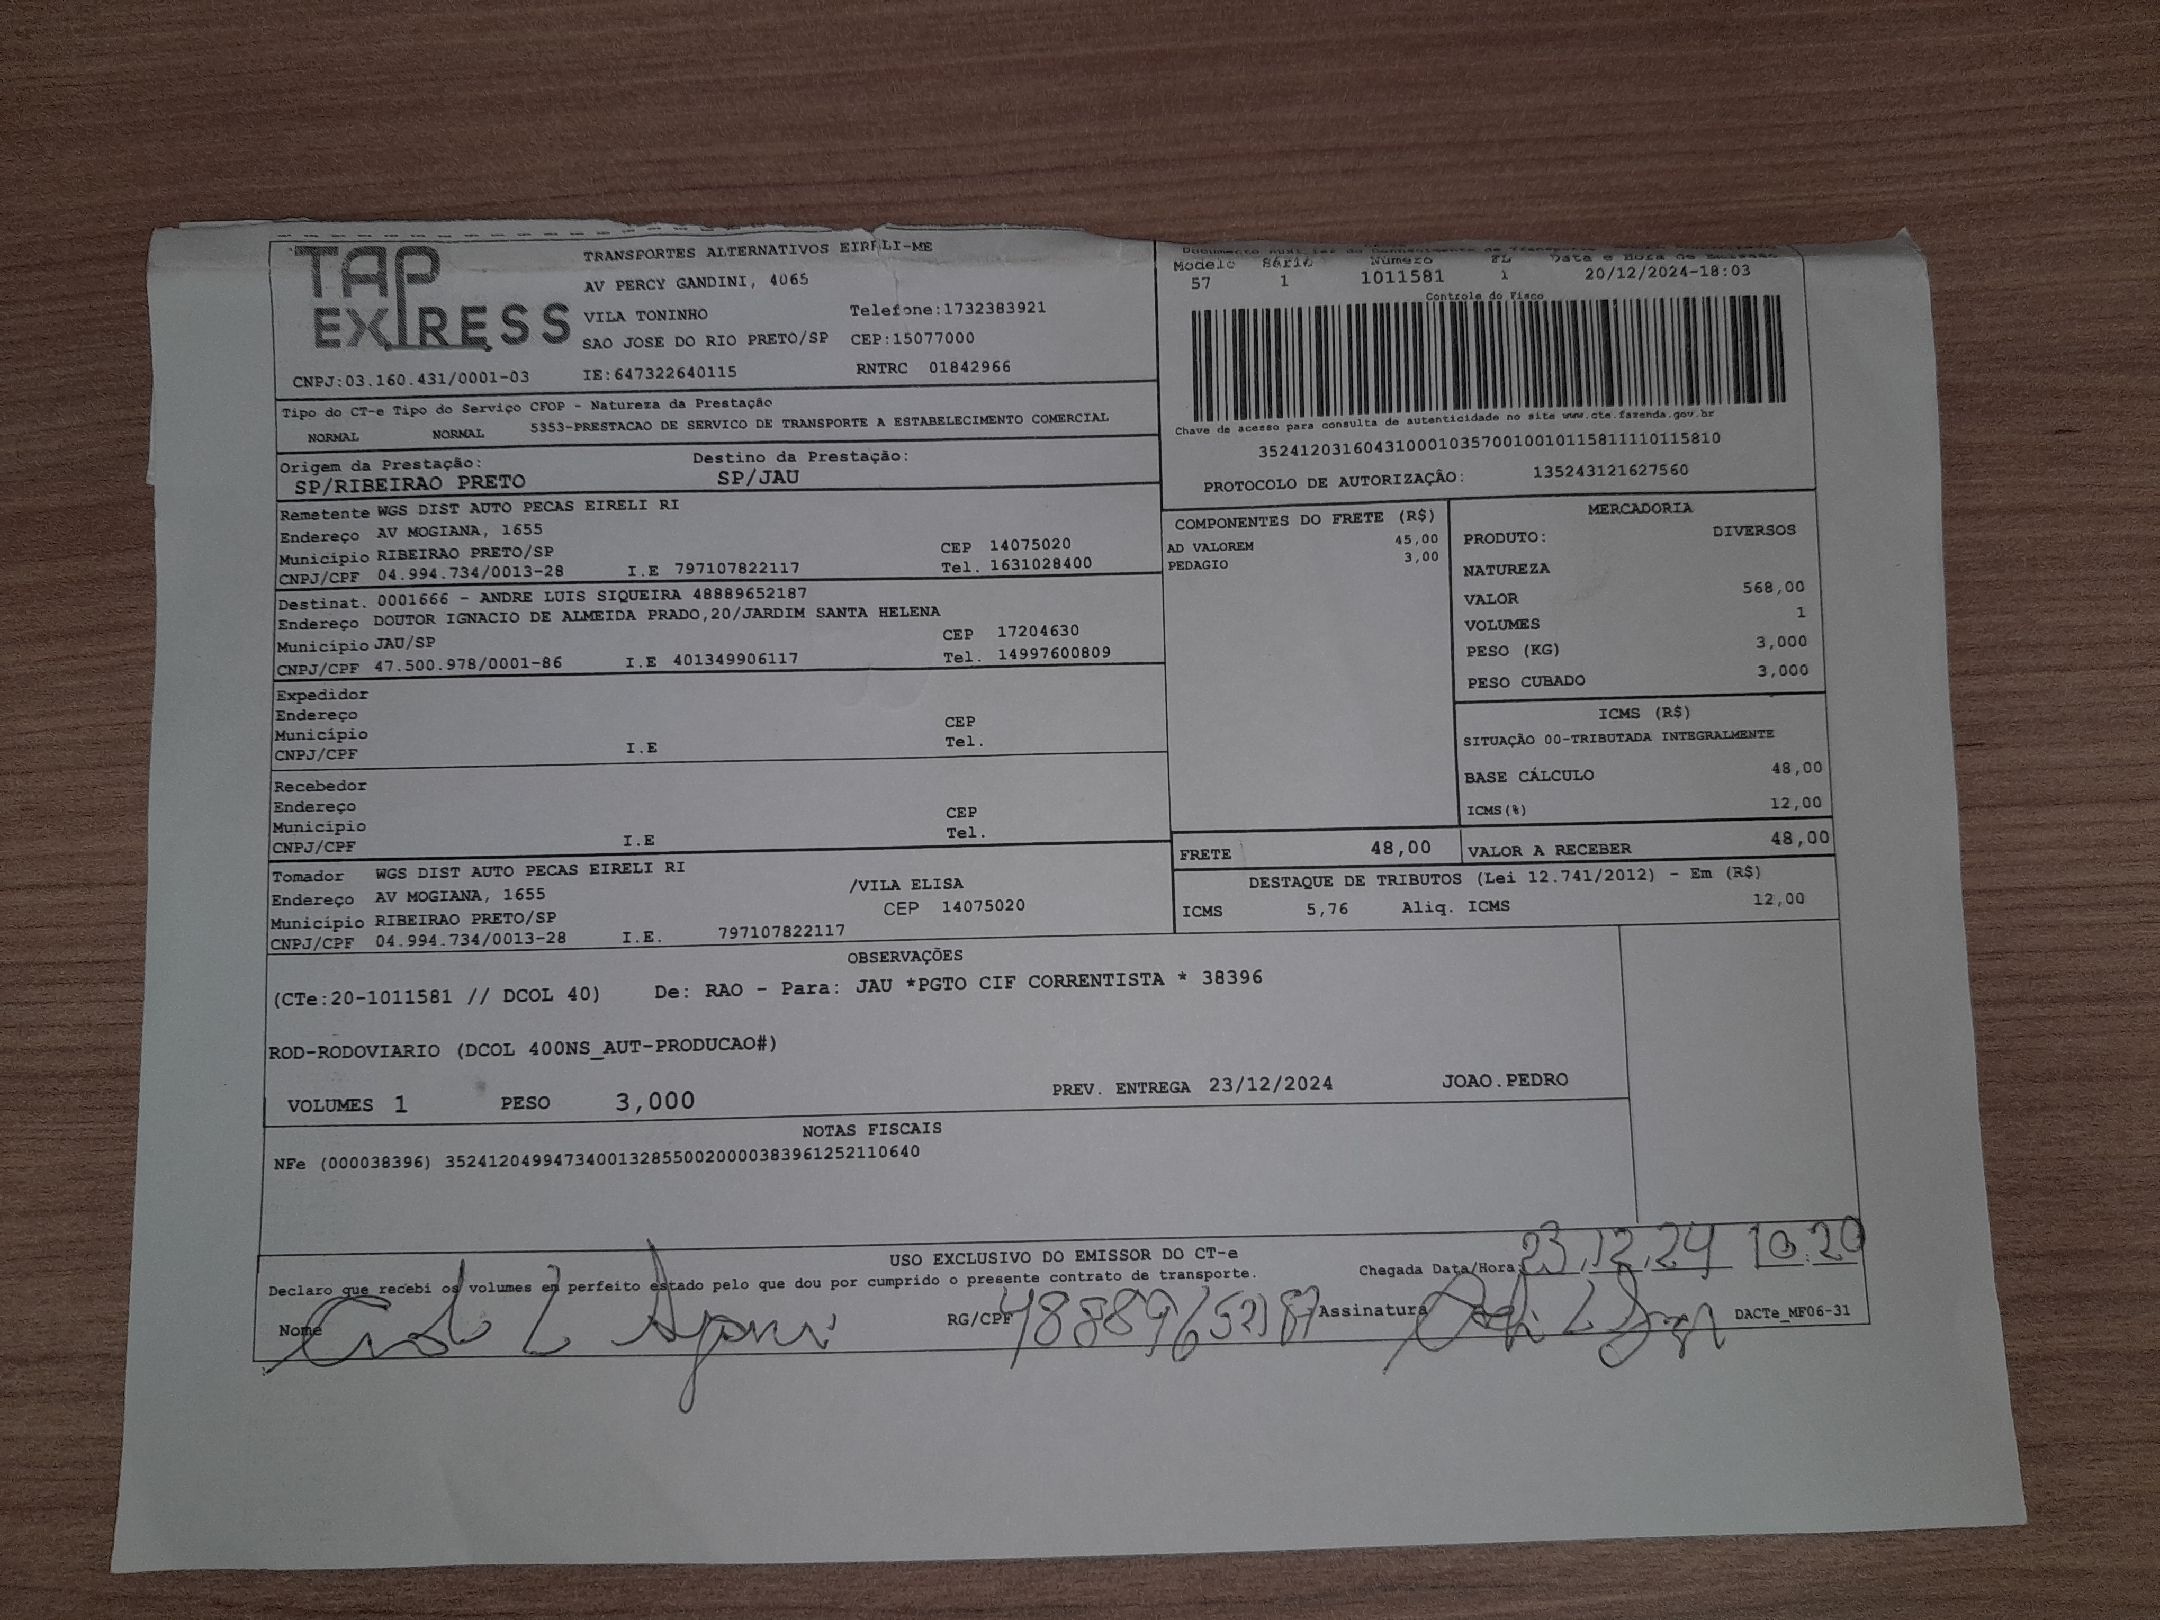 TAP
EXPRESS
TRANSPORTES ALTERNATIVOS EIRELI-ME
AV PERCY GANDINI, 4065
VILA TONINHO Telefone:1732383921
SAO JOSE DO RIO PRETO/SP CEP:15077000
CNPJ:03.160.431/0001-03 IE:647322640115 RNTRC 01842966
Modelo Série Número FL Data e Hora de Emissão
57 1 1011581 1 20/12/2024-18:03
Controle do Fisco
Chave de acesso para consulta de autenticidade no site www.cte.fazenda.gov.br
35241203160431000103570010010115811110115810
PROTOCOLO DE AUTORIZAÇÃO: 135243121627560
Tipo do CT-e Tipo do Serviço CFOP - Natureza da Prestação
NORMAL NORMAL 5353-PRESTACAO DE SERVICO DE TRANSPORTE A ESTABELECIMENTO COMERCIAL
Origem da Prestação: Destino da Prestação:
SP/RIBEIRAO PRETO SP/JAU
Remetente WGS DIST AUTO PECAS EIRELI RI
Endereço AV MOGIANA, 1655
Município RIBEIRAO PRETO/SP CEP 14075020
CNPJ/CPF 04.994.734/0013-28 I.E 797107822117 Tel. 1631028400
Destinat. 0001666 - ANDRE LUIS SIQUEIRA 48889652187
Endereço DOUTOR IGNACIO DE ALMEIDA PRADO,20/JARDIM SANTA HELENA
Município JAU/SP CEP 17204630
CNPJ/CPF 47.500.978/0001-86 I.E 401349906117 Tel. 14997600809
Expedidor
Endereço
Município CEP
CNPJ/CPF I.E Tel.
Recebedor
Endereço
Município CEP
CNPJ/CPF I.E Tel.
Tomador WGS DIST AUTO PECAS EIRELI RI
Endereço AV MOGIANA, 1655 /VILA ELISA
Município RIBEIRAO PRETO/SP CEP 14075020
CNPJ/CPF 04.994.734/0013-28 I.E. 797107822117
COMPONENTES DO FRETE (R$)
AD VALOREM 45,00
PEDAGIO 3,00
MERCADORIA
PRODUTO: DIVERSOS
NATUREZA
VALOR 568,00
VOLUMES 1
PESO (KG) 3,000
PESO CUBADO 3,000
ICMS (R$)
SITUAÇÃO 00-TRIBUTADA INTEGRALMENTE
BASE CÁLCULO 48,00
ICMS(%) 12,00
FRETE 48,00 VALOR A RECEBER 48,00
DESTAQUE DE TRIBUTOS (Lei 12.741/2012) - Em (R$)
ICMS 5,76 Aliq. ICMS 12,00
OBSERVAÇÕES
(CTe:20-1011581 // DCOL 40) De: RAO - Para: JAU *PGTO CIF CORRENTISTA * 38396
ROD-RODOVIARIO (DCOL 400NS_AUT-PRODUCAO#)
VOLUMES 1 PESO 3,000 PREV. ENTREGA 23/12/2024 JOAO.PEDRO
NOTAS FISCAIS
NFe (000038396) 35241204994734001328550020000383961252110640
USO EXCLUSIVO DO EMISSOR DO CT-e
Declaro que recebi os volumes em perfeito estado pelo que dou por cumprido o presente contrato de transporte. Chegada Data/Hora 23.12.24 10:20
Nome RG/CPF 48889652187 Assinatura DACTe_MF06-31